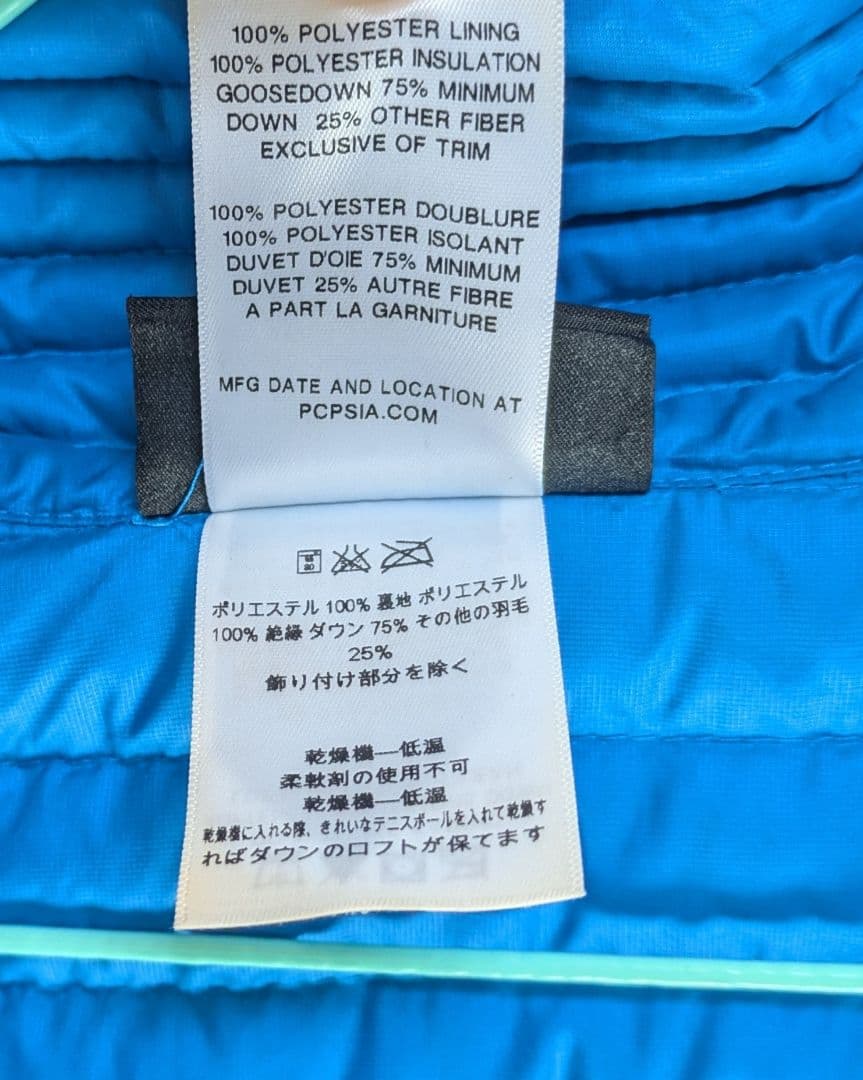 100% POLYESTER LINING
100% POLYESTER INSULATION
GOOSEDOWN 75% MINIMUM
DOWN 25% OTHER FIBER
EXCLUSIVE OF TRIM
100% POLYESTER DOUBLURE
100% POLYESTER ISOLANT
DUVET D'OIE 75% MINIMUM
DUVET 25% AUTRE FIBRE
A PART LA GARNITURE
MFG DATE AND LOCATION AT
PCPSIA.COM
ポリエステル 100% 裏地 ポリエステル
100% 絶縁 ダウン 75% その他の羽毛
25%
飾り付け部分を除く
乾燥機—低温
柔軟剤の使用不可
乾燥機—低温
乾燥機に入れる際、きれいなテニスボールを入れて乾燥す
ればダウンのロフトが保てます